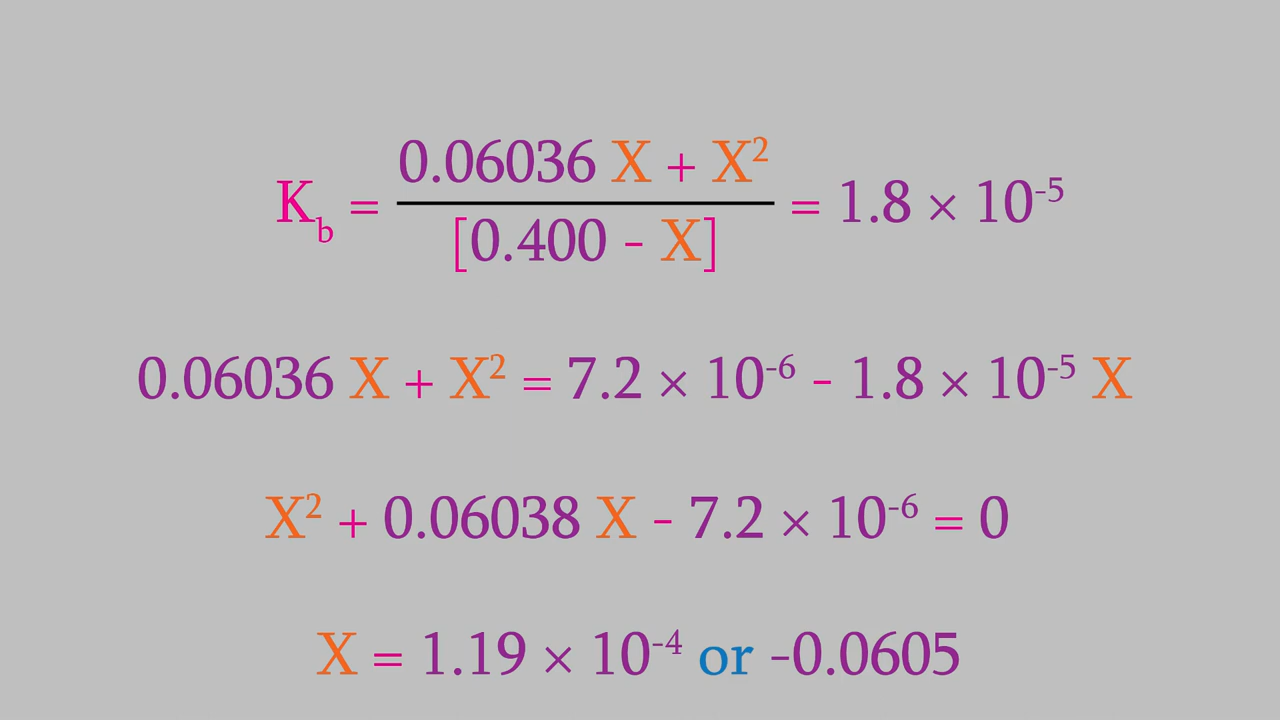 K_b = (0.06036 X + X²) / [0.400 - X] = 1.8 × 10⁻⁵
0.06036 X + X² = 7.2 × 10⁻⁶ - 1.8 × 10⁻⁵ X
X² + 0.06038 X - 7.2 × 10⁻⁶ = 0
X = 1.19 × 10⁻⁴ or -0.0605